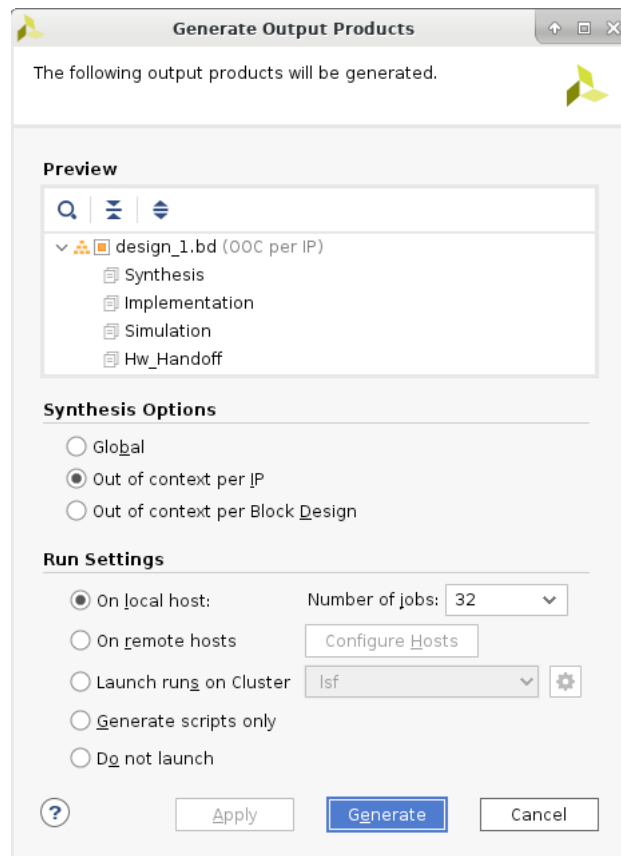 Generate Output Products
The following output products will be generated.
Preview
design_1.bd (OOC per IP)
Synthesis
Implementation
Simulation
Hw_Handoff
Synthesis Options
Global
Out of context per IP
Out of context per Block Design
Run Settings
On local host: Number of jobs: 32
On remote hosts Configure Hosts
Launch runs on Cluster lsf
Generate scripts only
Do not launch
? Apply Generate Cancel